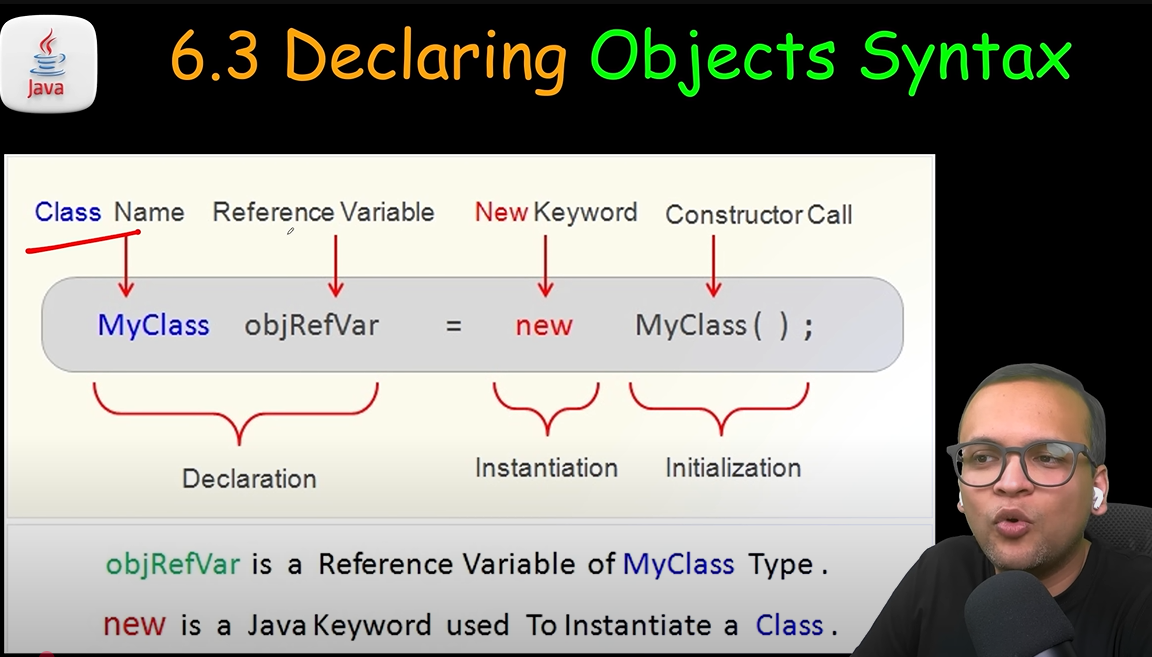 Java
6.3 Declaring Objects Syntax
Class Name Reference Variable New Keyword Constructor Call
MyClass objRefVar = new MyClass( ) ;
Declaration Instantiation Initialization
objRefVar is a Reference Variable of MyClass Type .
new is a Java Keyword used To Instantiate a Class .